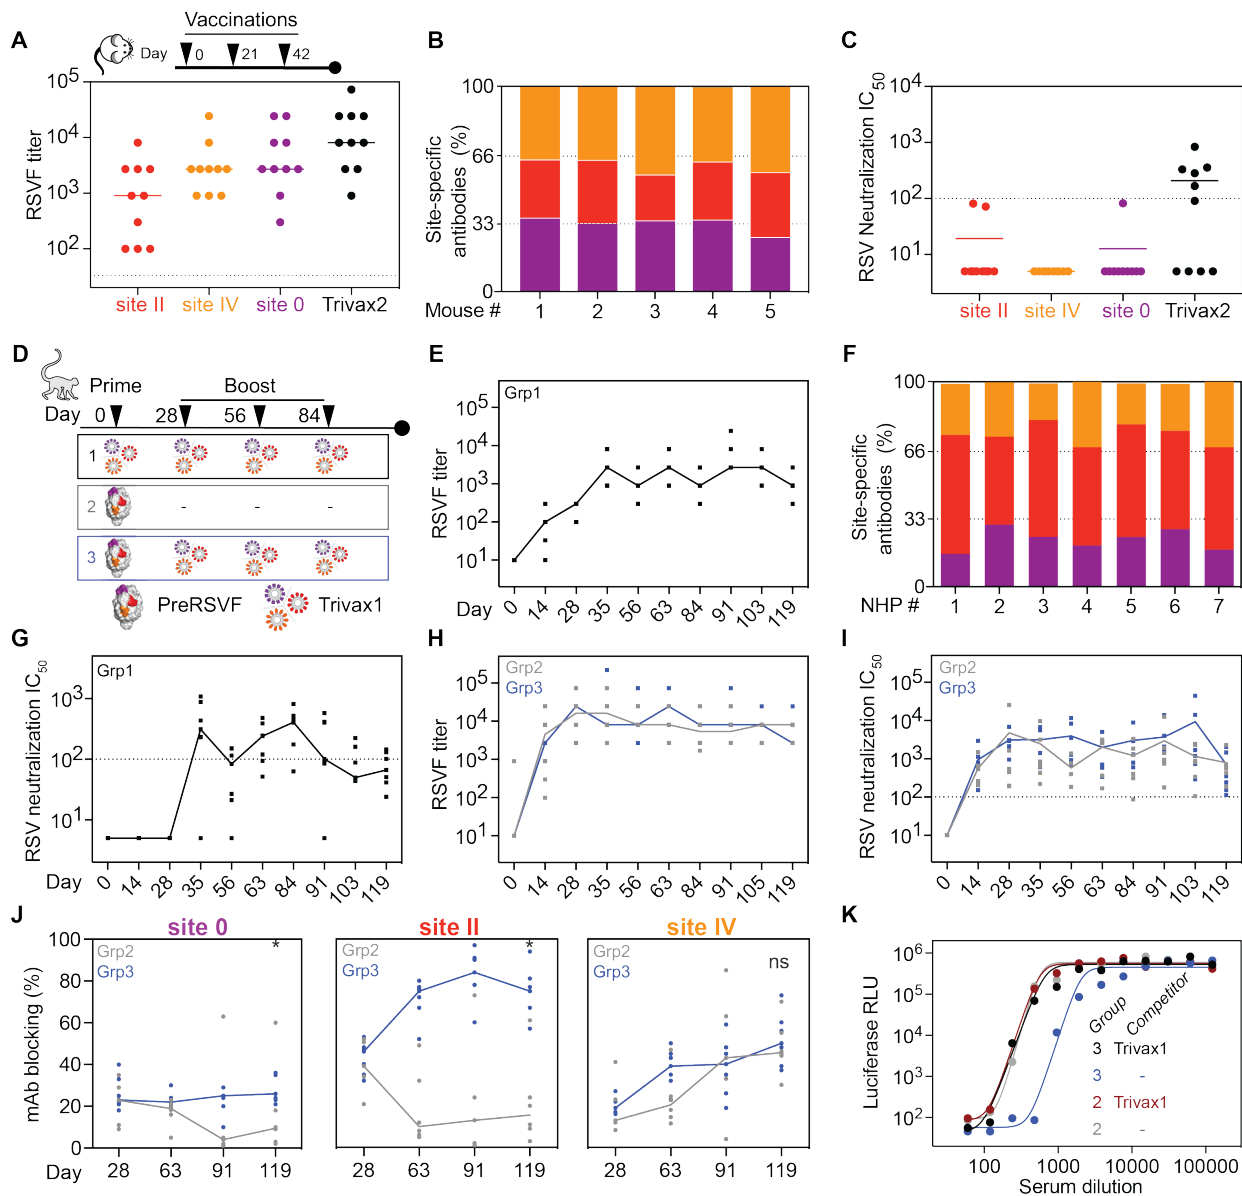 A
Vaccinations
Day 0 21 42
RSVF titer
10^5
10^4
10^3
10^2
site II site IV site 0 Trivax2
B
Site-specific antibodies (%)
100
66
33
0
Mouse # 1 2 3 4 5
C
RSV Neutralization IC50
10^4
10^3
10^2
10^1
site II site IV site 0 Trivax2
D
Prime Boost
Day 0 28 56 84
1
2 - - -
3
PreRSVF Trivax1
E
Grp1
RSVF titer
10^5
10^4
10^3
10^2
10^1
Day 0 14 28 35 56 63 84 91 103 119
F
Site-specific antibodies (%)
100
66
33
0
NHP # 1 2 3 4 5 6 7
G
Grp1
RSV neutralization IC50
10^3
10^2
10^1
Day 0 14 28 35 56 63 84 91 103 119
H
Grp2
Grp3
RSVF titer
10^5
10^4
10^3
10^2
10^1
0 14 28 35 56 63 84 91 105 119
I
Grp2
Grp3
RSV neutralization IC50
10^5
10^4
10^3
10^2
10^1
0 14 28 35 56 63 84 91 103 119
J
site 0
Grp2
Grp3
*
mAb blocking (%)
100
80
60
40
20
0
Day 28 63 91 119
site II
Grp2
Grp3
*
28 63 91 119
site IV
Grp2
Grp3
ns
28 63 91 119
K
Luciferase RLU
10^6
10^5
10^4
10^3
10^2
Group Competitor
3 Trivax1
3 -
2 Trivax1
2 -
100 1000 10000 100000
Serum dilution